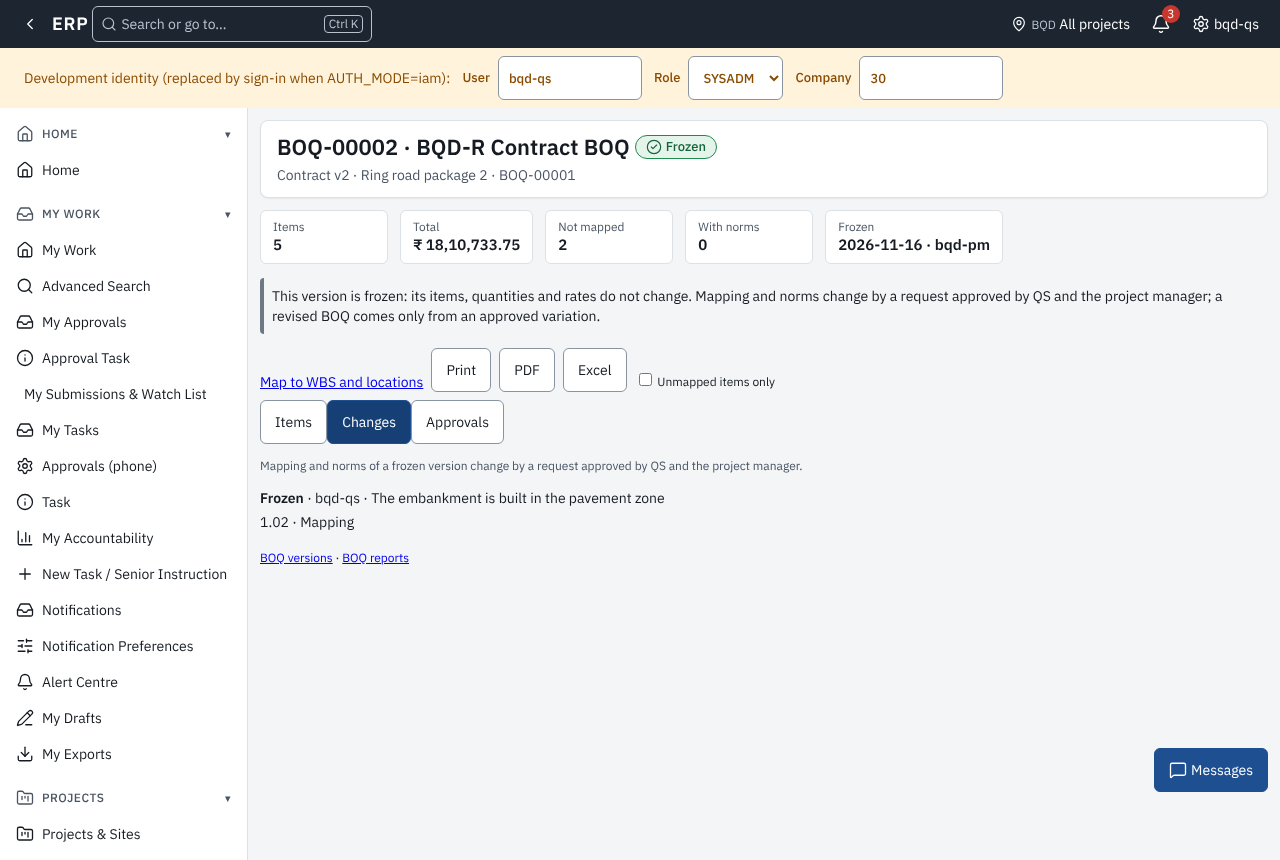 ERP
Search or go to...
Ctrl K
BQD All projects
3
bqd-qs
Development identity (replaced by sign-in when AUTH_MODE=iam):
User
bqd-qs
Role
SYSADM
Company
30
HOME
Home
MY WORK
My Work
Advanced Search
My Approvals
Approval Task
My Submissions & Watch List
My Tasks
Approvals (phone)
Task
My Accountability
New Task / Senior Instruction
Notifications
Notification Preferences
Alert Centre
My Drafts
My Exports
PROJECTS
Projects & Sites
BOQ-00002 · BQD-R Contract BOQ
Frozen
Contract v2 · Ring road package 2 · BOQ-00001
Items
5
Total
₹ 18,10,733.75
Not mapped
2
With norms
0
Frozen
2026-11-16 · bqd-pm
This version is frozen: its items, quantities and rates do not change. Mapping and norms change by a request approved by QS and the project manager; a
revised BOQ comes only from an approved variation.
Map to WBS and locations
Print
PDF
Excel
Unmapped items only
Items
Changes
Approvals
Mapping and norms of a frozen version change by a request approved by QS and the project manager.
Frozen · bqd-qs · The embankment is built in the pavement zone
1.02 · Mapping
BOQ versions · BOQ reports
Messages